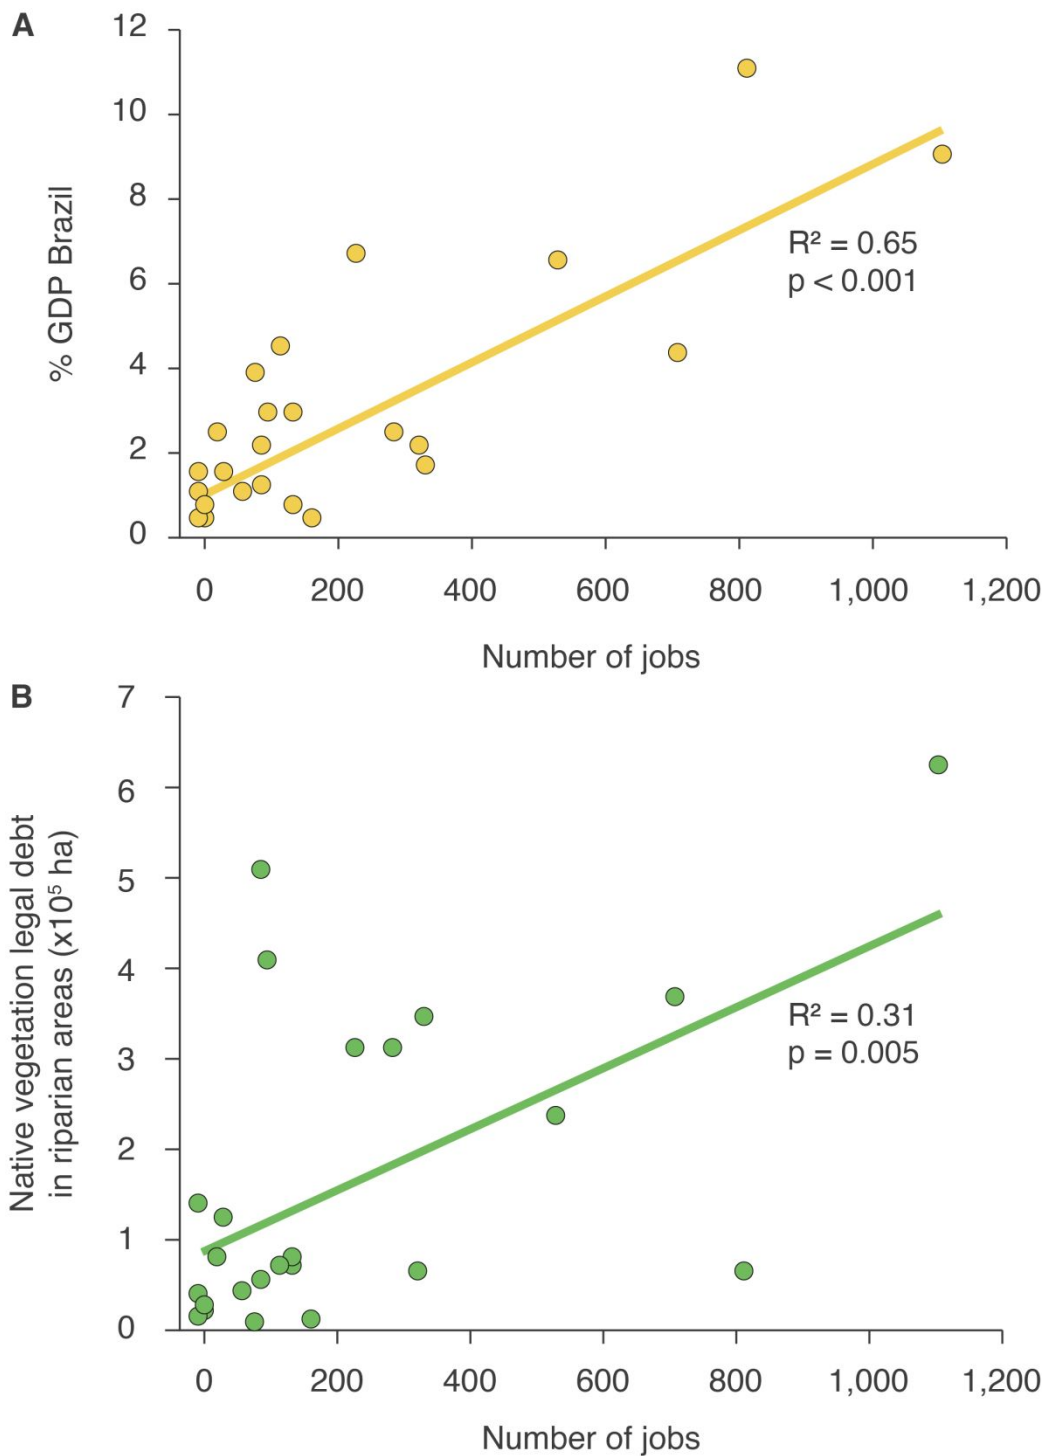 A
12
10
8
6
4
2
0
% GDP Brazil
R² = 0.65
p < 0.001
0 200 400 600 800 1,000 1,200
Number of jobs
B
7
6
5
4
3
2
1
0
Native vegetation legal debt
in riparian areas (x10⁵ ha)
R² = 0.31
p = 0.005
0 200 400 600 800 1,000 1,200
Number of jobs